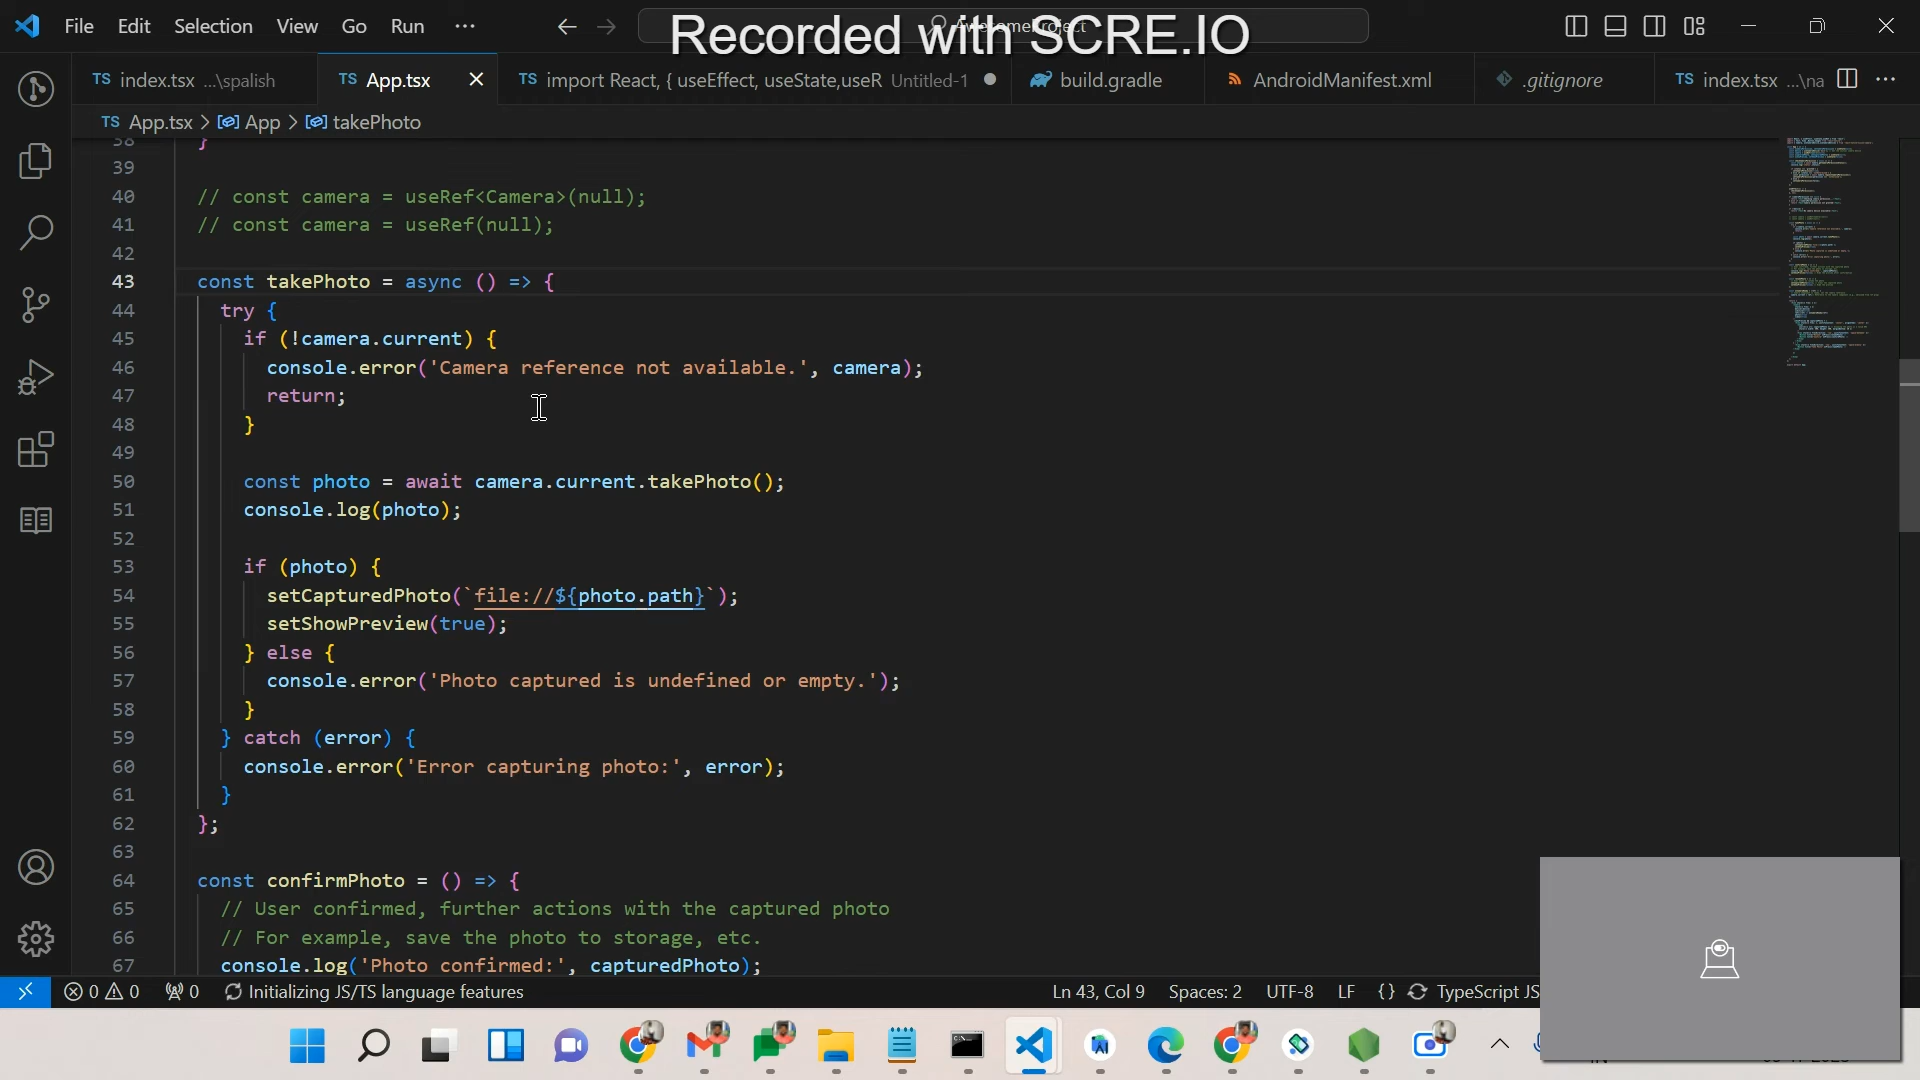 File Edit Selection View Go Run ···
AwesomeProject
Recorded with SCRE.IO
TS index.tsx ...\spalish
TS App.tsx
TS import React, { useEffect, useState,useR Untitled-1
build.gradle
AndroidManifest.xml
.gitignore
TS index.tsx ...\na
TS App.tsx > App > takePhoto
38 }
39
40 // const camera = useRef<Camera>(null);
41 // const camera = useRef(null);
42
43 const takePhoto = async () => {
44 try {
45 if (!camera.current) {
46 console.error('Camera reference not available.', camera);
47 return;
48 }
49
50 const photo = await camera.current.takePhoto();
51 console.log(photo);
52
53 if (photo) {
54 setCapturedPhoto(`file://${photo.path}`);
55 setShowPreview(true);
56 } else {
57 console.error('Photo captured is undefined or empty.');
58 }
59 } catch (error) {
60 console.error('Error capturing photo:', error);
61 }
62 };
63
64 const confirmPhoto = () => {
65 // User confirmed, further actions with the captured photo
66 // For example, save the photo to storage, etc.
67 console.log('Photo confirmed:', capturedPhoto);
0 0 0 Initializing JS/TS language features Ln 43, Col 9 Spaces: 2 UTF-8 LF {} TypeScript JS